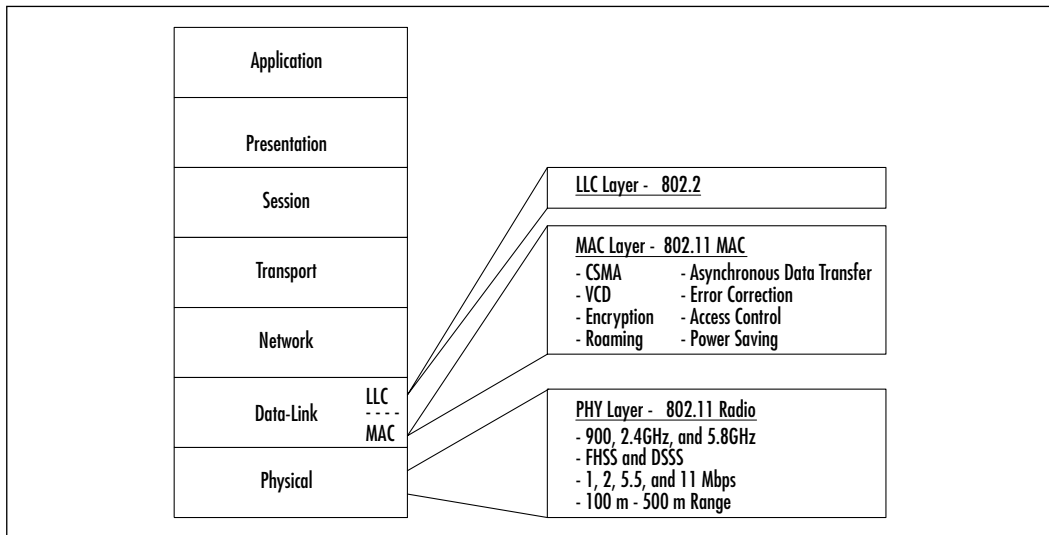 Application
Presentation
Session
Transport
Network
Data-Link
LLC
- - - -
MAC
Physical
LLC Layer - 802.2
MAC Layer - 802.11 MAC
- CSMA - Asynchronous Data Transfer
- VCD - Error Correction
- Encryption - Access Control
- Roaming - Power Saving
PHY Layer - 802.11 Radio
- 900, 2.4GHz, and 5.8GHz
- FHSS and DSSS
- 1, 2, 5.5, and 11 Mbps
- 100 m - 500 m Range